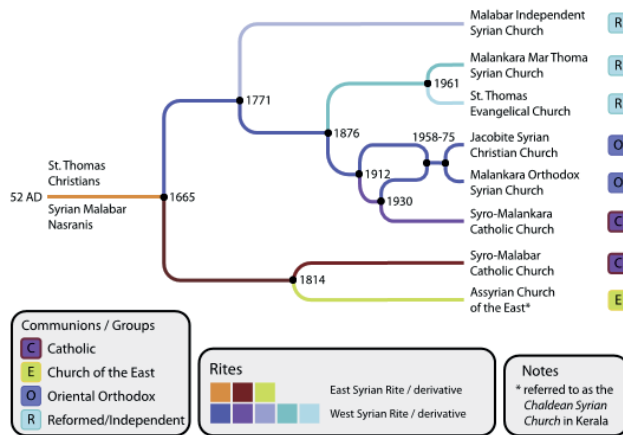 Malabar Independent
Syrian Church
R
Malankara Mar Thoma
Syrian Church
R
1961
St. Thomas
Evangelical Church
R
1771
1876
1958-75
Jacobite Syrian
Christian Church
O
St. Thomas
Christians
1912
Malankara Orthodox
Syrian Church
O
52 AD
1665
Syrian Malabar
Nasranis
1930
Syro-Malankara
Catholic Church
C
Syro-Malabar
Catholic Church
C
1814
Assyrian Church
of the East*
E
Communions / Groups
C Catholic
E Church of the East
O Oriental Orthodox
R Reformed/Independent
Rites
East Syrian Rite / derivative
West Syrian Rite / derivative
Notes
* referred to as the
Chaldean Syrian
Church in Kerala